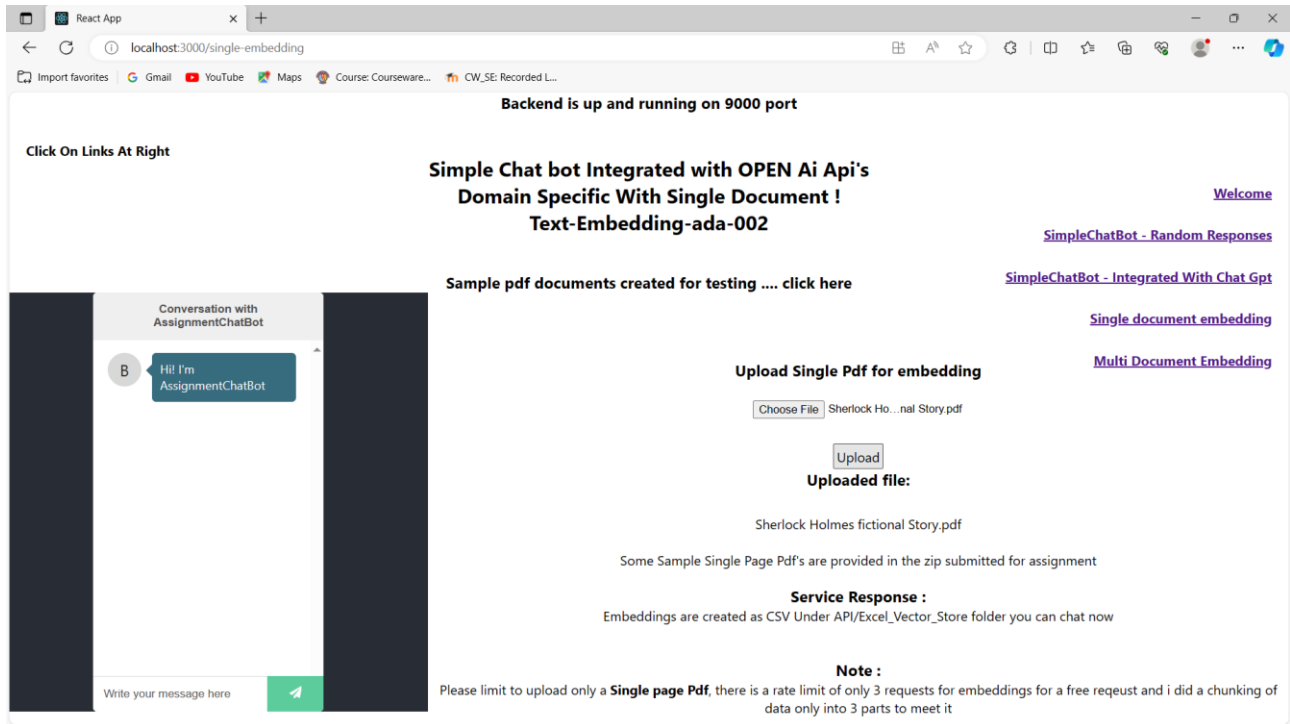 React App
localhost:3000/single-embedding
Import favorites
Gmail
YouTube
Maps
Course: Courseware...
CW_SE: Recorded L...
Backend is up and running on 9000 port
Click On Links At Right
Simple Chat bot Integrated with OPEN Ai Api's
Domain Specific With Single Document !
Text-Embedding-ada-002
Welcome
SimpleChatBot - Random Responses
SimpleChatBot - Integrated With Chat Gpt
Single document embedding
Multi Document Embedding
Sample pdf documents created for testing .... click here
Conversation with
AssignmentChatBot
B
Hi! I'm
AssignmentChatBot
Write your message here
Upload Single Pdf for embedding
Choose File Sherlock Ho...nal Story.pdf
Upload
Uploaded file:
Sherlock Holmes fictional Story.pdf
Some Sample Single Page Pdf's are provided in the zip submitted for assignment
Service Response :
Embeddings are created as CSV Under API/Excel_Vector_Store folder you can chat now
Note :
Please limit to upload only a Single page Pdf, there is a rate limit of only 3 requests for embeddings for a free reqeust and i did a chunking of
data only into 3 parts to meet it